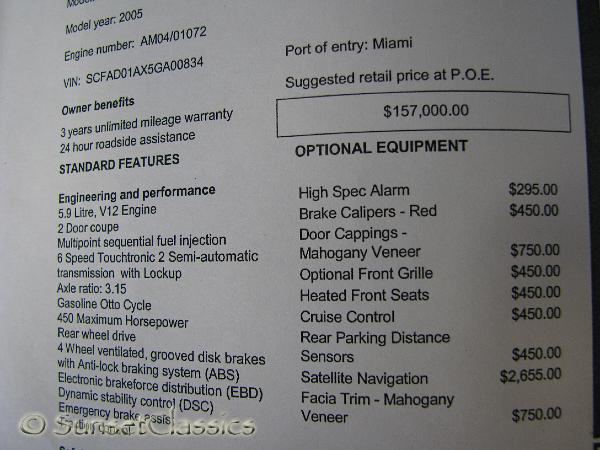 Model year: 2005
Engine number: AM04/01072
VIN: SCFAD01AX5GA00834
Owner benefits
3 years unlimited mileage warranty
24 hour roadside assistance
STANDARD FEATURES
Engineering and performance
5.9 Litre, V12 Engine
2 Door coupe
Multipoint sequential fuel injection
6 Speed Touchtronic 2 Semi-automatic
transmission with Lockup
Axle ratio: 3.15
Gasoline Otto Cycle
450 Maximum Horsepower
Rear wheel drive
4 Wheel ventilated, grooved disk brakes
with Anti-lock braking system (ABS)
Electronic brakeforce distribution (EBD)
Dynamic stability control (DSC)
Emergency brake assist
Port of entry: Miami
Suggested retail price at P.O.E.
$157,000.00
OPTIONAL EQUIPMENT
High Spec Alarm $295.00
Brake Calipers - Red $450.00
Door Cappings -
Mahogany Veneer $750.00
Optional Front Grille $450.00
Heated Front Seats $450.00
Cruise Control $450.00
Rear Parking Distance
Sensors $450.00
Satellite Navigation $2,655.00
Facia Trim - Mahogany
Veneer $750.00
© SunsetClassics